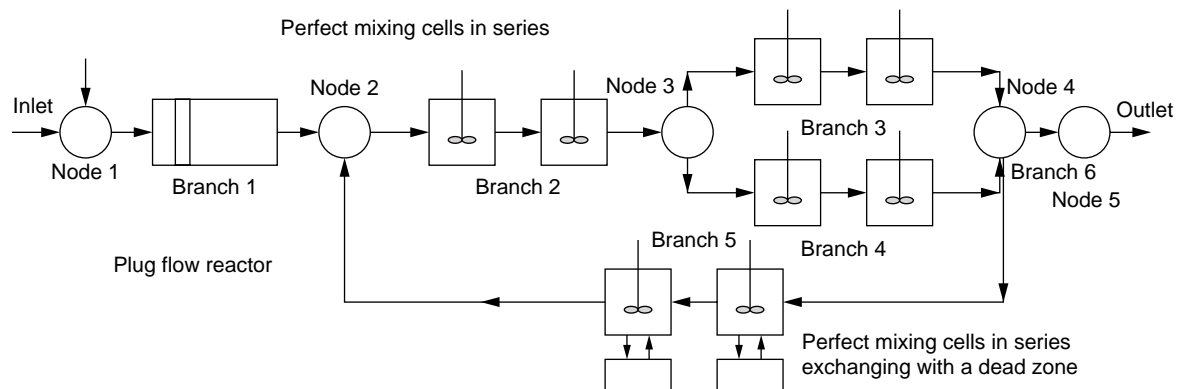 Perfect mixing cells in series
Inlet
Node 1
Branch 1
Node 2
Branch 2
Node 3
Branch 3
Node 4
Outlet
Branch 6
Node 5
Branch 4
Branch 5
Plug flow reactor
Perfect mixing cells in series
exchanging with a dead zone